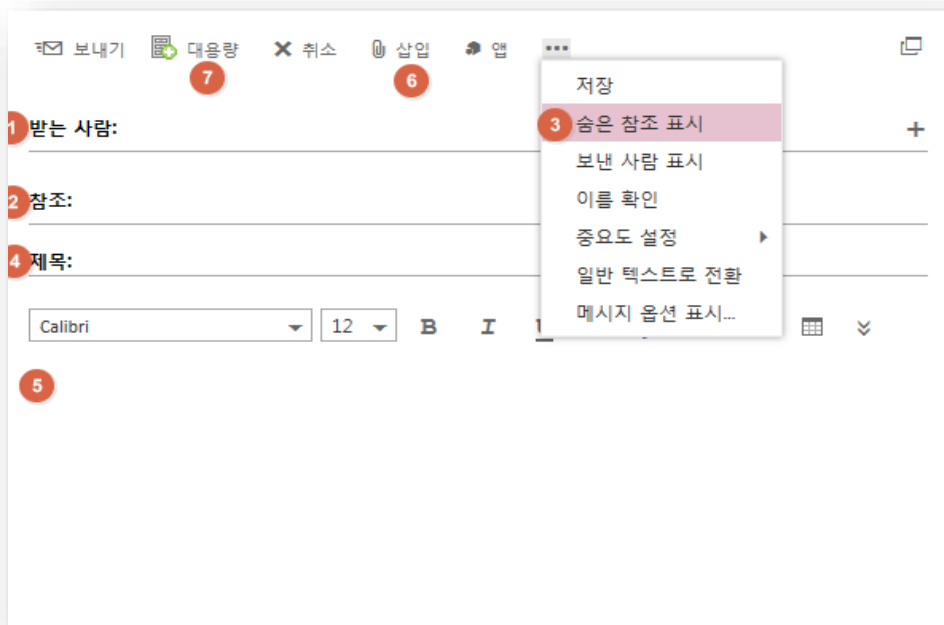 보내기 대용량 취소 삽입 앱 •••
7 6
저장
1 받는 사람: 3 숨은 참조 표시 +
보낸 사람 표시
2 참조: 이름 확인
중요도 설정
4 제목: 일반 텍스트로 전환
메시지 옵션 표시...
Calibri 12 B I
5